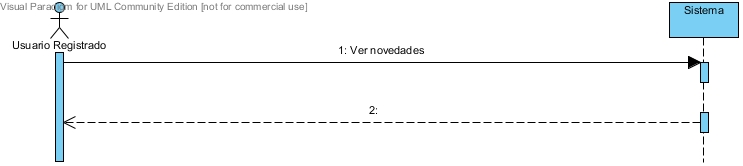 Visual Paradigm for UML Community Edition [not for commercial use]
Sistema
Usuario Registrado
1: Ver novedades
2: